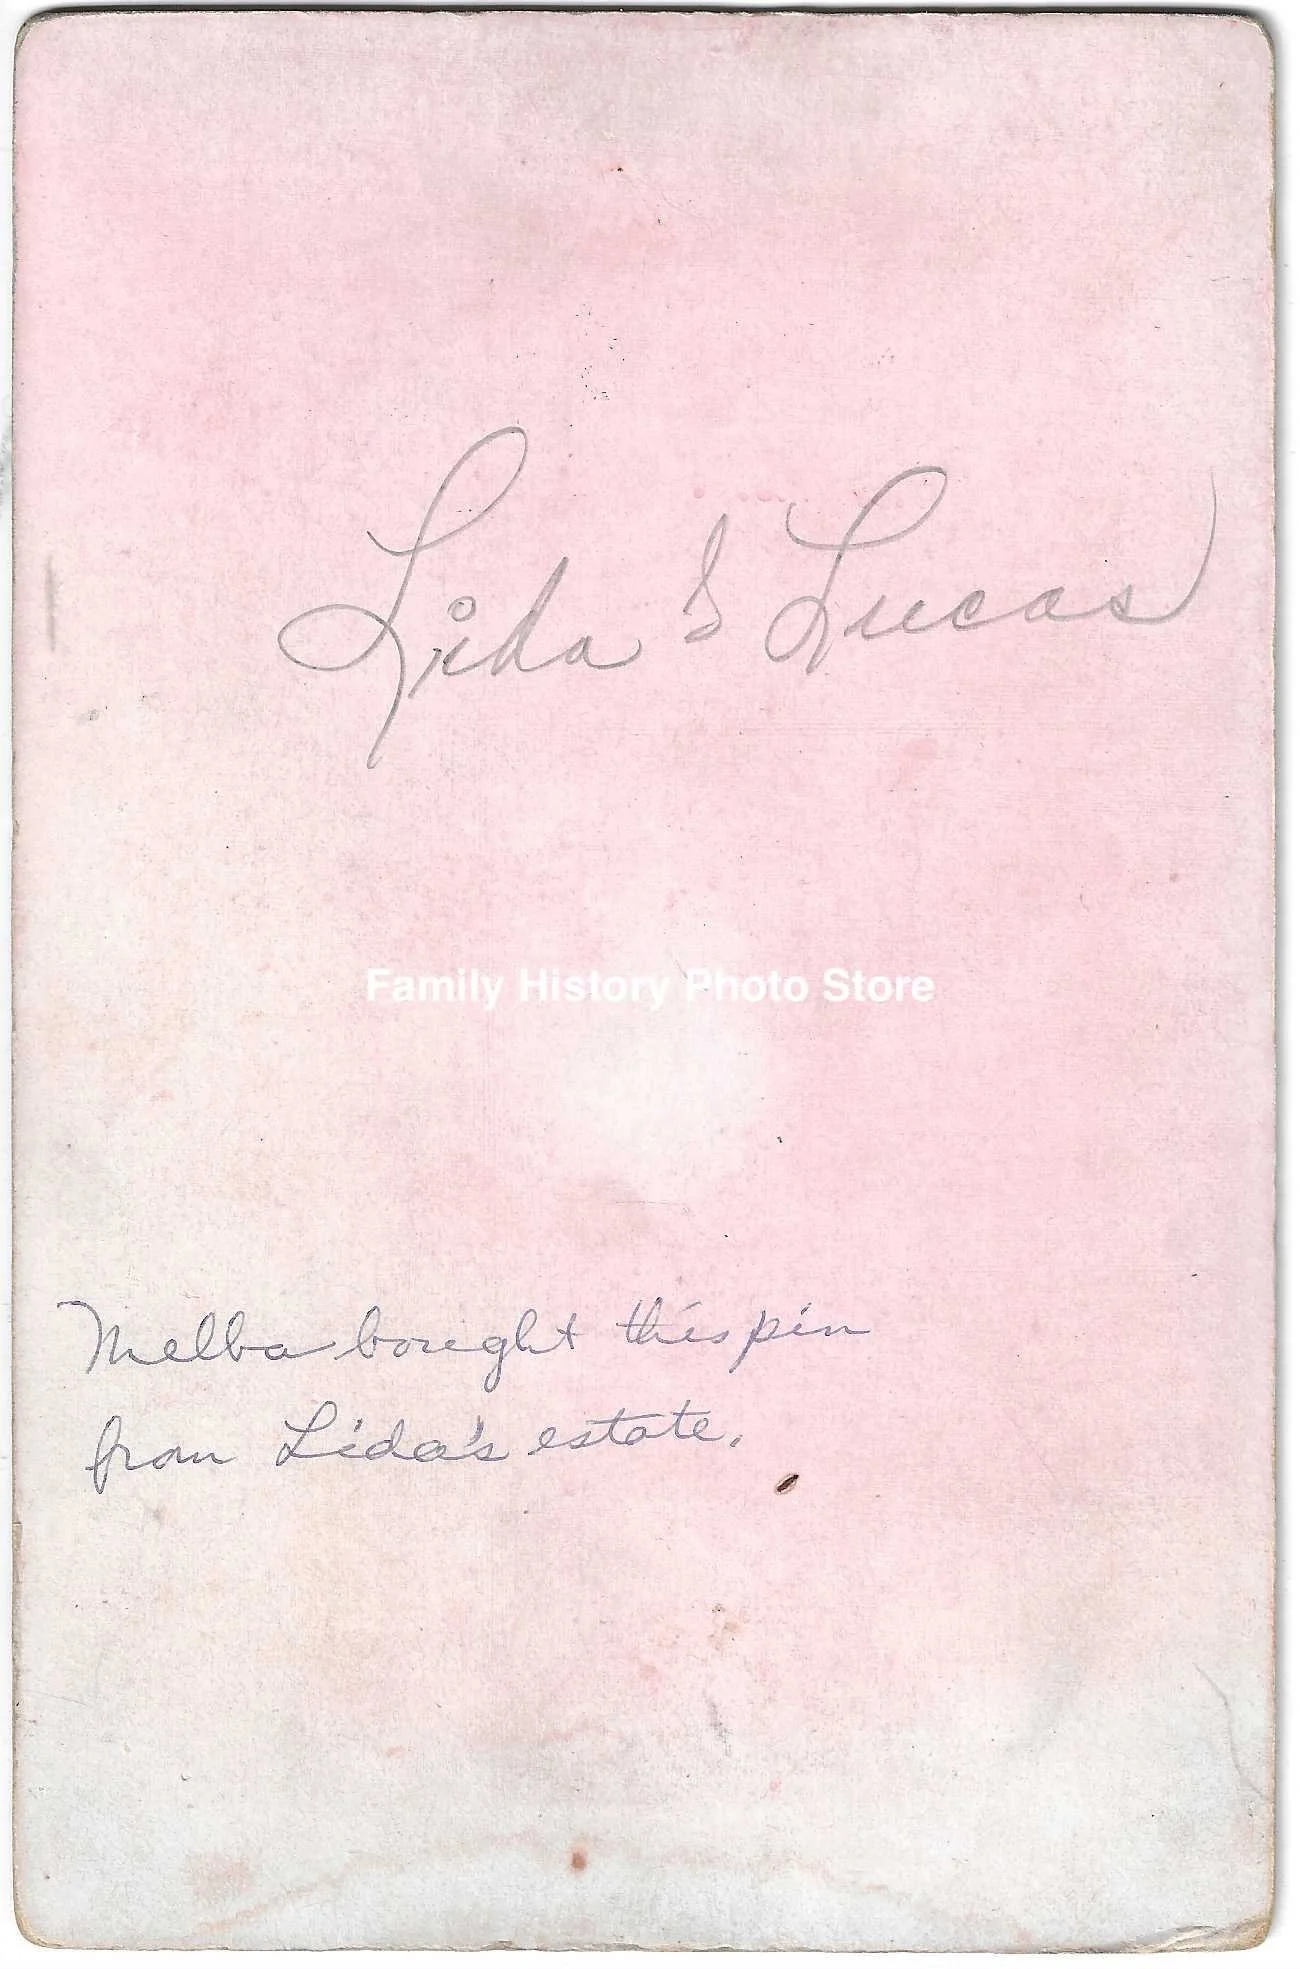 Lida & Lucas
Family History Photo Store
Melba bought this pin
from Lida's estate.